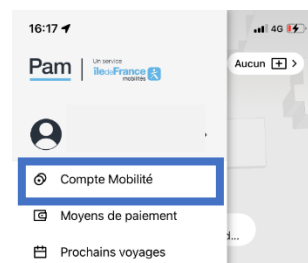 16:17
4G
Pam
Un service
îledeFrance
mobilités
Aucun
Compte Mobilité
Moyens de paiement
Prochains voyages
d...